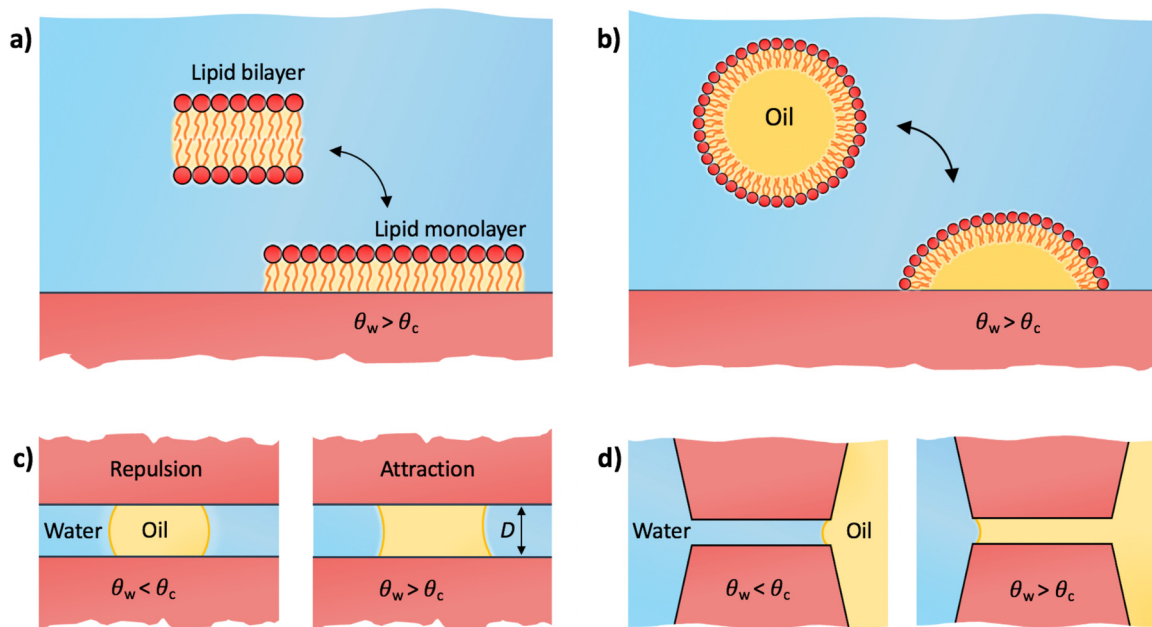 a)
Lipid bilayer
Lipid monolayer
θw > θc
b)
Oil
θw > θc
c)
Repulsion
Water Oil
θw < θc
Attraction
D
θw > θc
d)
Water Oil
θw < θc
θw > θc